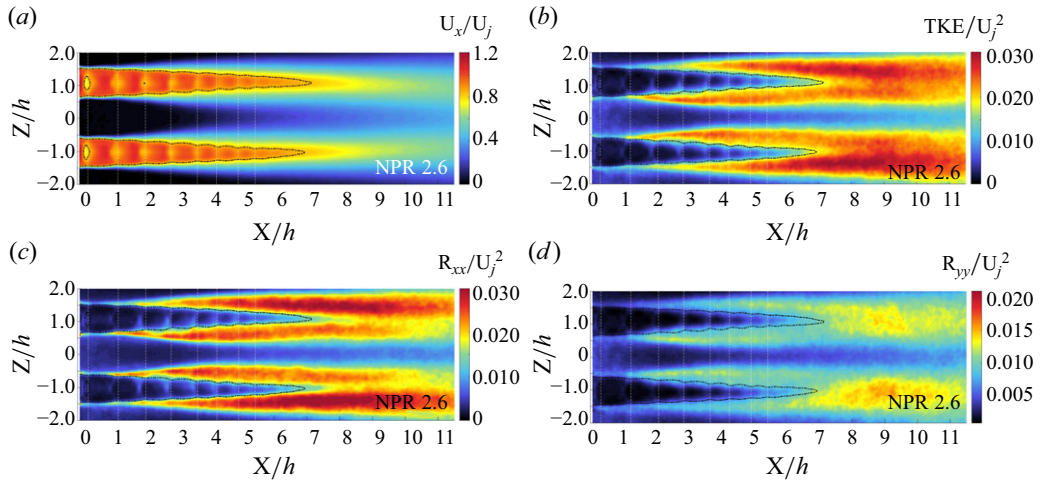 (a)
U_x/U_j
2.0
1.0
0
−1.0
−2.0
Z/h
NPR 2.6
0 1 2 3 4 5 6 7 8 9 10 11
X/h
1.2
0.8
0.4
0
(b)
TKE/U_j^2
2.0
1.0
0
−1.0
−2.0
Z/h
NPR 2.6
0 1 2 3 4 5 6 7 8 9 10 11
X/h
0.030
0.020
0.010
0
(c)
R_xx/U_j^2
2.0
1.0
0
−1.0
−2.0
Z/h
NPR 2.6
0 1 2 3 4 5 6 7 8 9 10 11
X/h
0.030
0.020
0.010
0
(d)
R_yy/U_j^2
2.0
1.0
0
−1.0
−2.0
Z/h
NPR 2.6
0 1 2 3 4 5 6 7 8 9 10 11
X/h
0.020
0.015
0.010
0.005